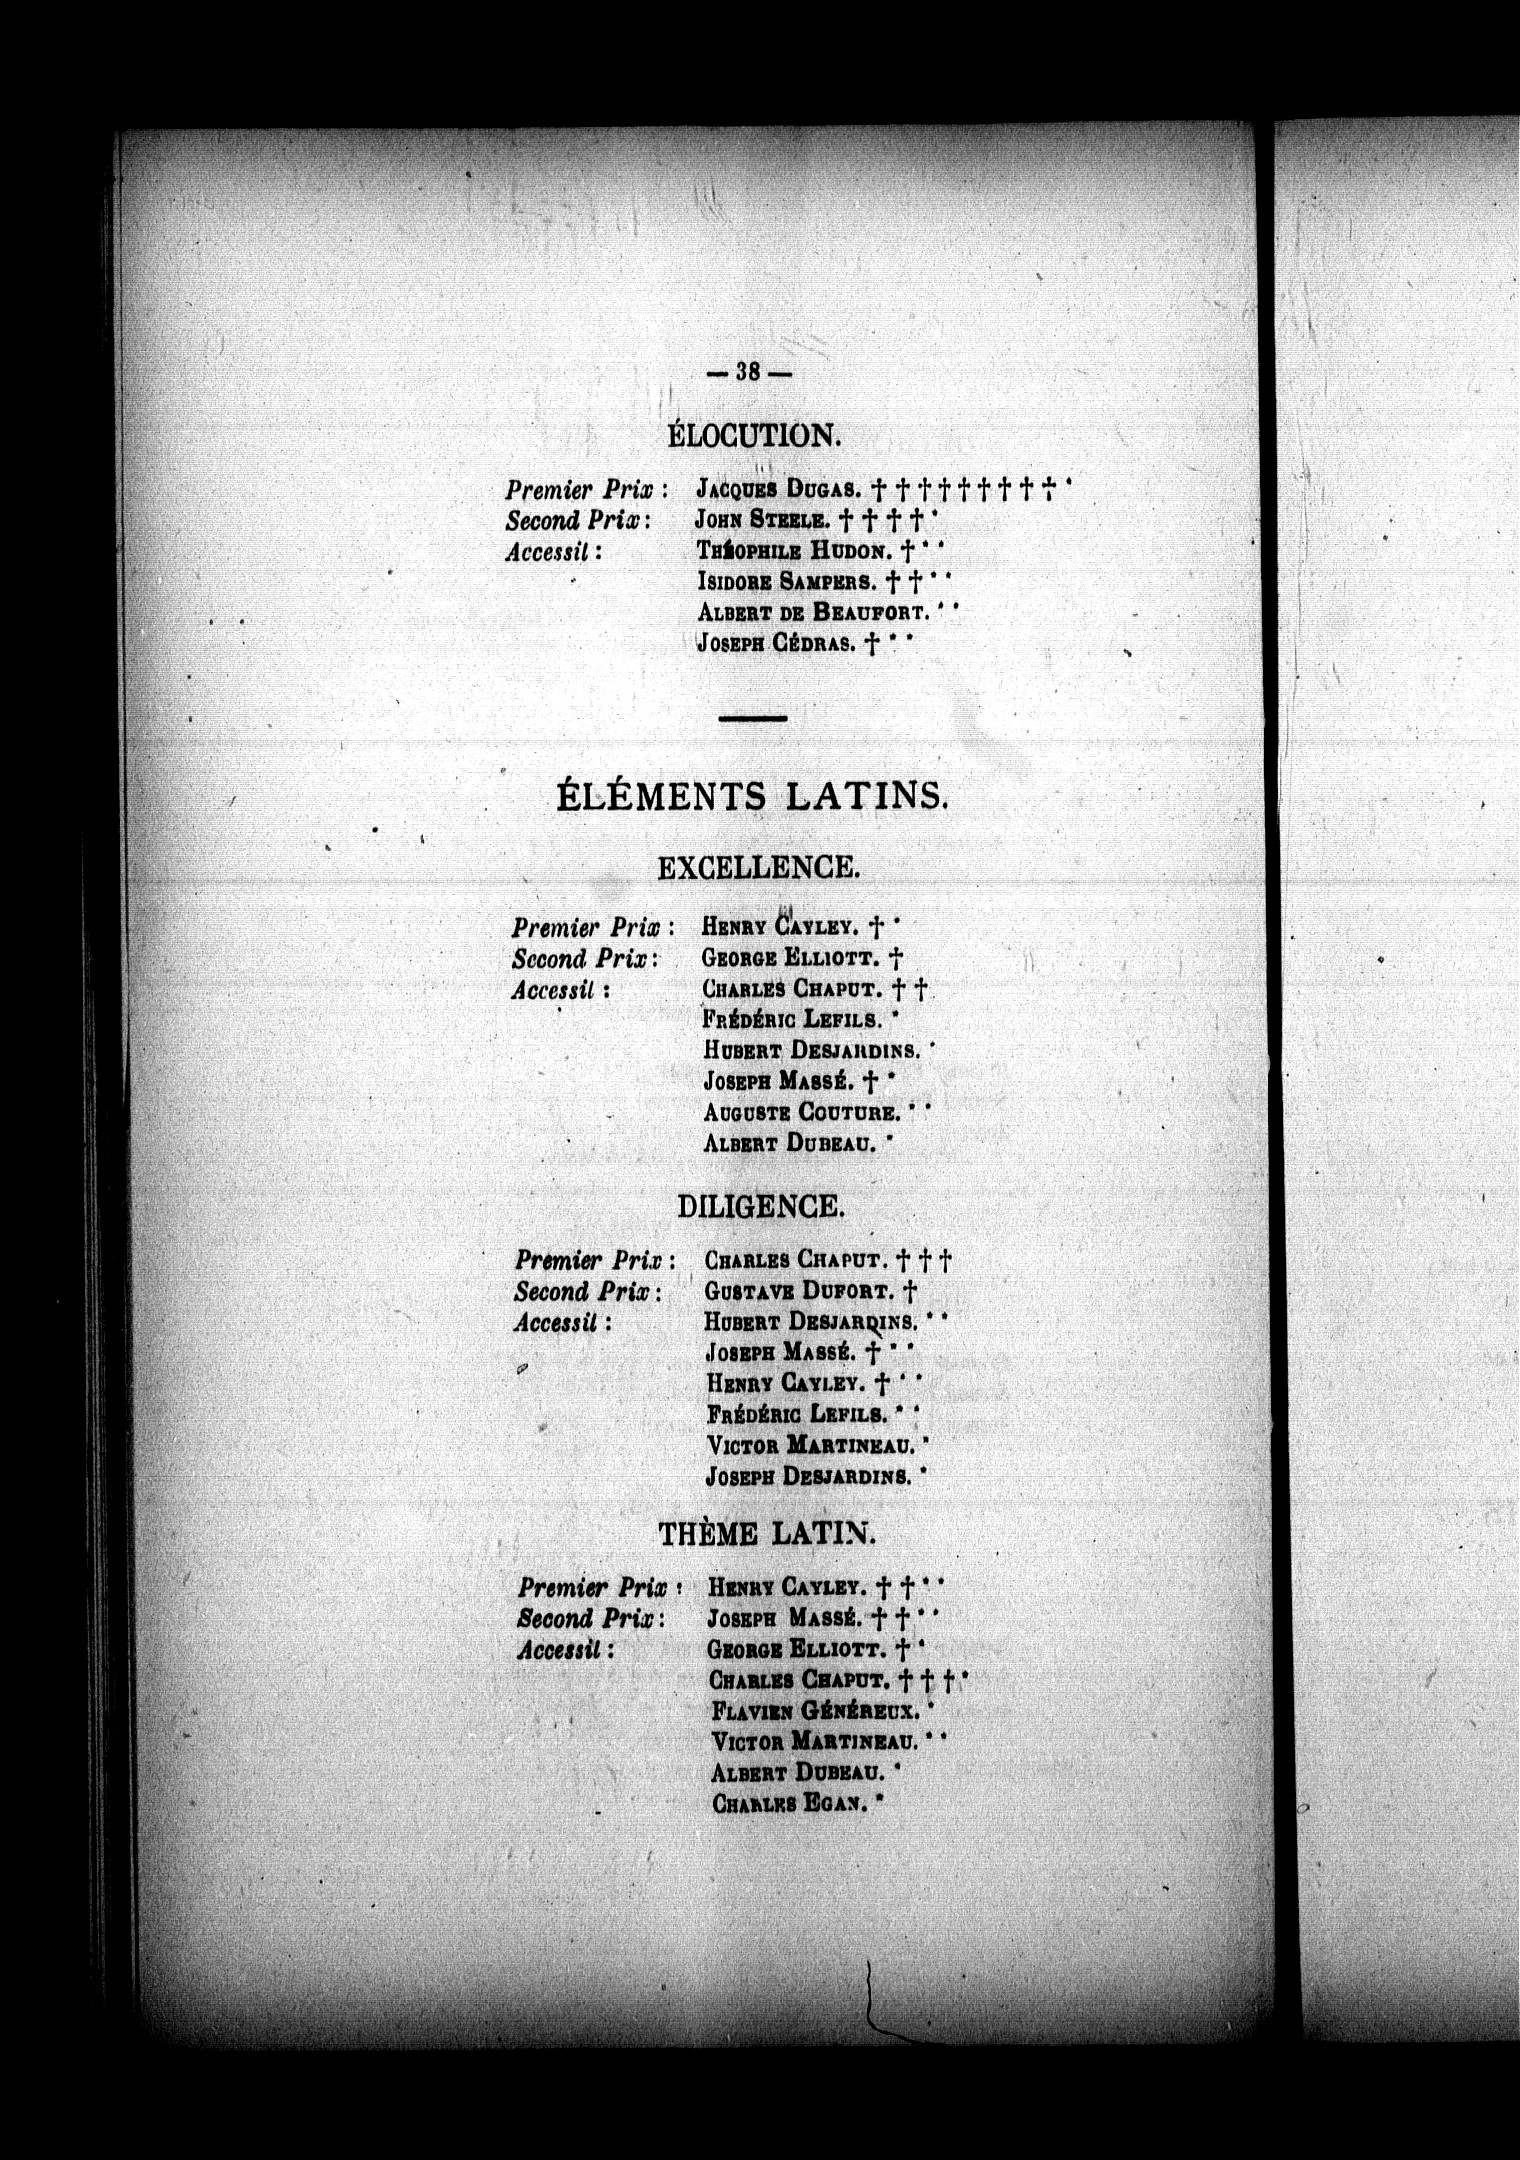 — 38 —
ÉLOCUTION.
Premier Prix : JACQUES DUGAS. † † † † † † † † † *
Second Prix : JOHN STEELE. † † † † *
Accessit : THÉOPHILE HUDON. † * *
ISIDORE SAMPERS. † † * *
ALBERT DE BEAUFORT. * *
JOSEPH CÉDRAS. † * *
ÉLÉMENTS LATINS.
EXCELLENCE.
Premier Prix : HENRY CAYLEY. † *
Second Prix : GEORGE ELLIOTT. †
Accessit : CHARLES CHAPUT. † †
FRÉDÉRIC LEFILS. *
HUBERT DESJARDINS. *
JOSEPH MASSÉ. † *
AUGUSTE COUTURE. * *
ALBERT DUBEAU. *
DILIGENCE.
Premier Prix : CHARLES CHAPUT. † † †
Second Prix : GUSTAVE DUFORT. †
Accessit : HUBERT DESJARDINS. * *
JOSEPH MASSÉ. † * *
HENRY CAYLEY. † * *
FRÉDÉRIC LEFILS. * *
VICTOR MARTINEAU. *
JOSEPH DESJARDINS. *
THÈME LATIN.
Premier Prix : HENRY CAYLEY. † † * *
Second Prix : JOSEPH MASSÉ. † † * *
Accessit : GEORGE ELLIOTT. † *
CHARLES CHAPUT. † † † *
FLAVIEN GÉNÉREUX. *
VICTOR MARTINEAU. * *
ALBERT DUBEAU. *
CHARLES EGAN. *